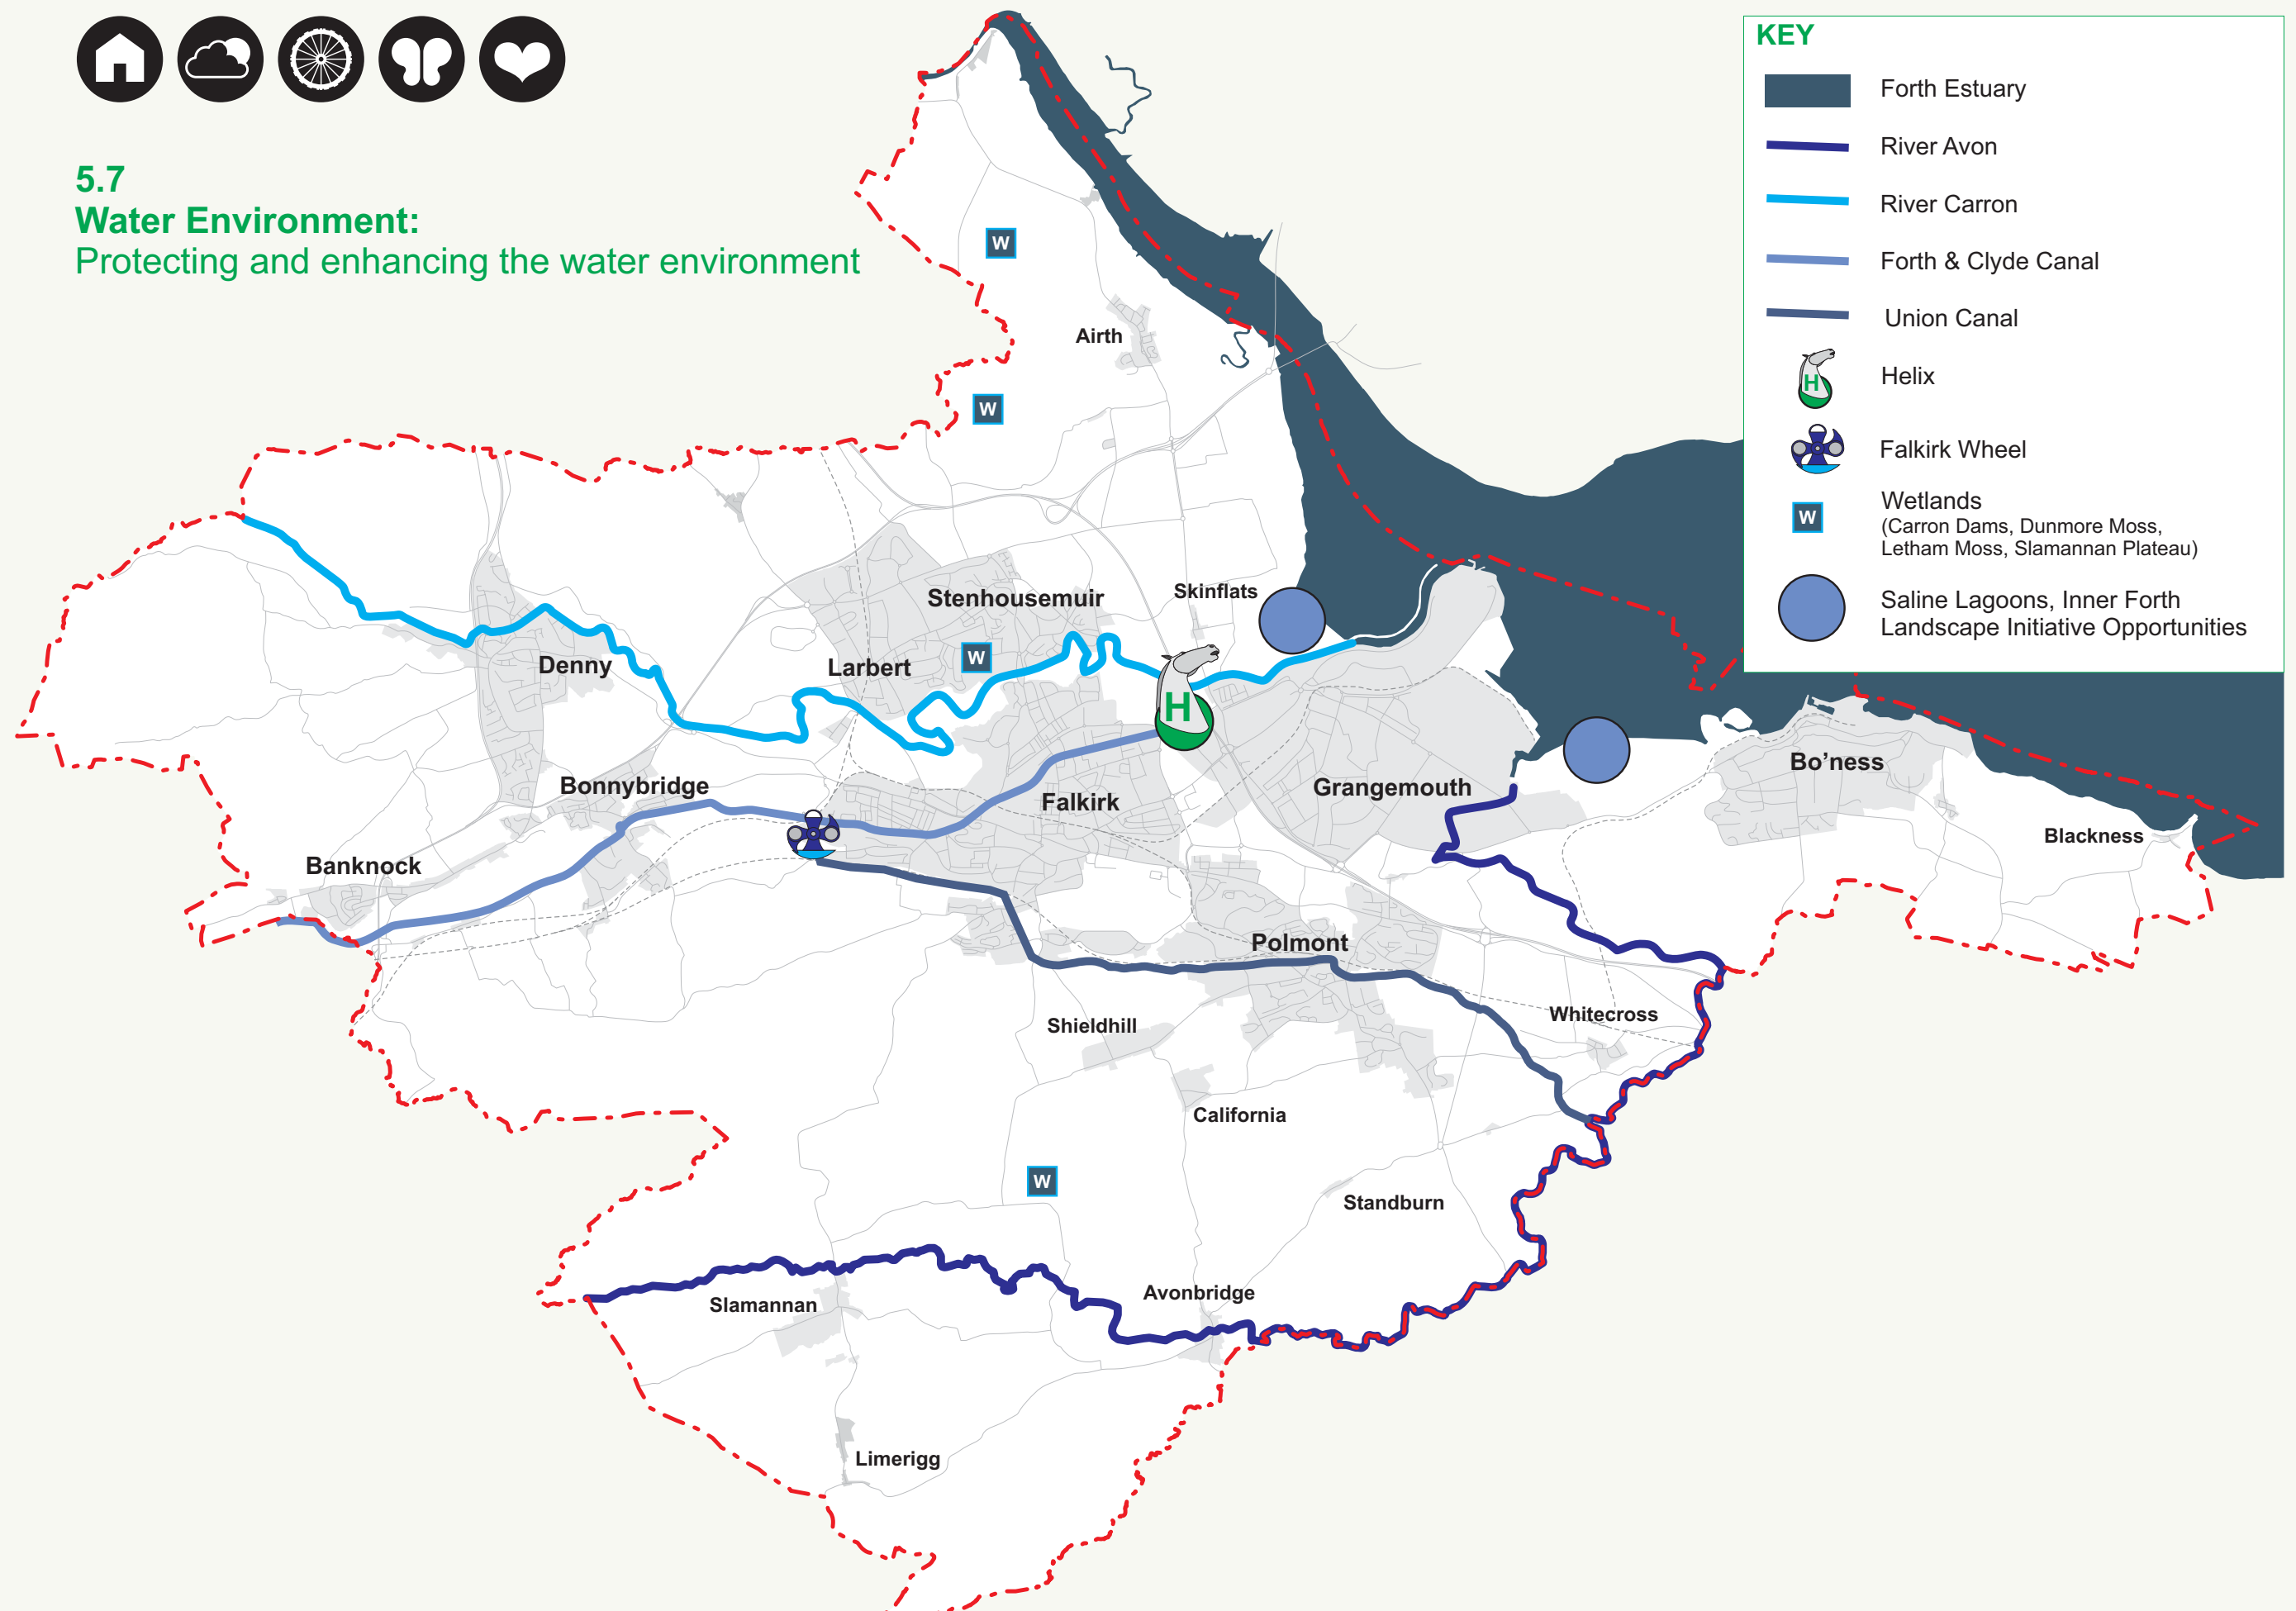 5.7
Water Environment:
Protecting and enhancing the water environment
KEY
Forth Estuary
River Avon
River Carron
Forth & Clyde Canal
Union Canal
H
Helix
Falkirk Wheel
W
Wetlands
(Carron Dams, Dunmore Moss,
Letham Moss, Slamannan Plateau)
Saline Lagoons, Inner Forth
Landscape Initiative Opportunities
W
Airth
W
Skinflats
Stenhousemuir
W
Larbert
Denny
H
Bo’ness
Bonnybridge
Grangemouth
Falkirk
Blackness
Banknock
Polmont
Whitecross
Shieldhill
California
W
Standburn
Avonbridge
Slamannan
Limerigg